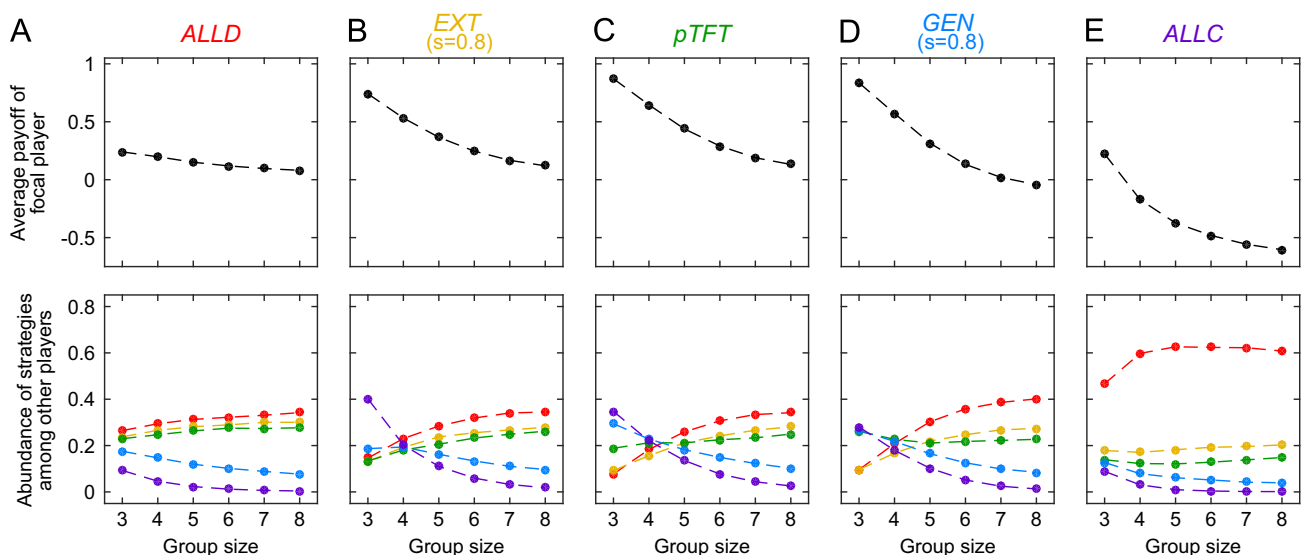 A
ALLD
B
EXT
(s=0.8)
C
pTFT
D
GEN
(s=0.8)
E
ALLC
Average payoff of
focal player
1
0.5
0
-0.5
Abundance of strategies
among other players
0.8
0.6
0.4
0.2
0
3 4 5 6 7 8
3 4 5 6 7 8
3 4 5 6 7 8
3 4 5 6 7 8
3 4 5 6 7 8
Group size
Group size
Group size
Group size
Group size